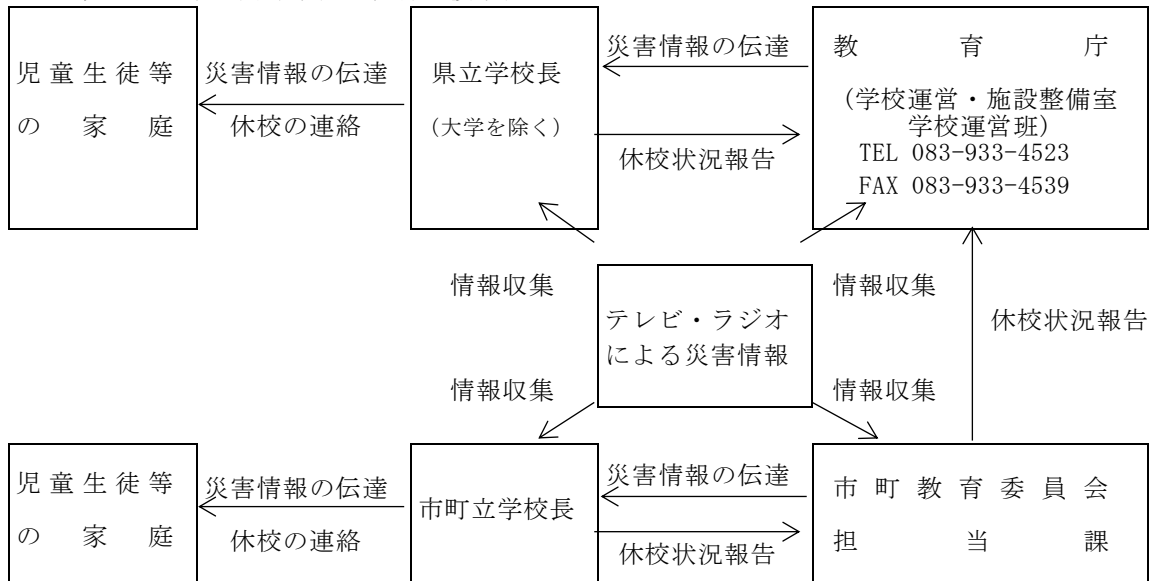 児童生徒等
の家庭
災害情報の伝達
休校の連絡
県立学校長
(大学を除く)
災害情報の伝達
休校状況報告
教育庁
(学校運営・施設整備室
学校運営班)
TEL 083-933-4523
FAX 083-933-4539
情報収集
情報収集
テレビ・ラジオ
による災害情報
休校状況報告
情報収集
情報収集
児童生徒等
の家庭
災害情報の伝達
休校の連絡
市町立学校長
災害情報の伝達
休校状況報告
市町教育委員会
担当課